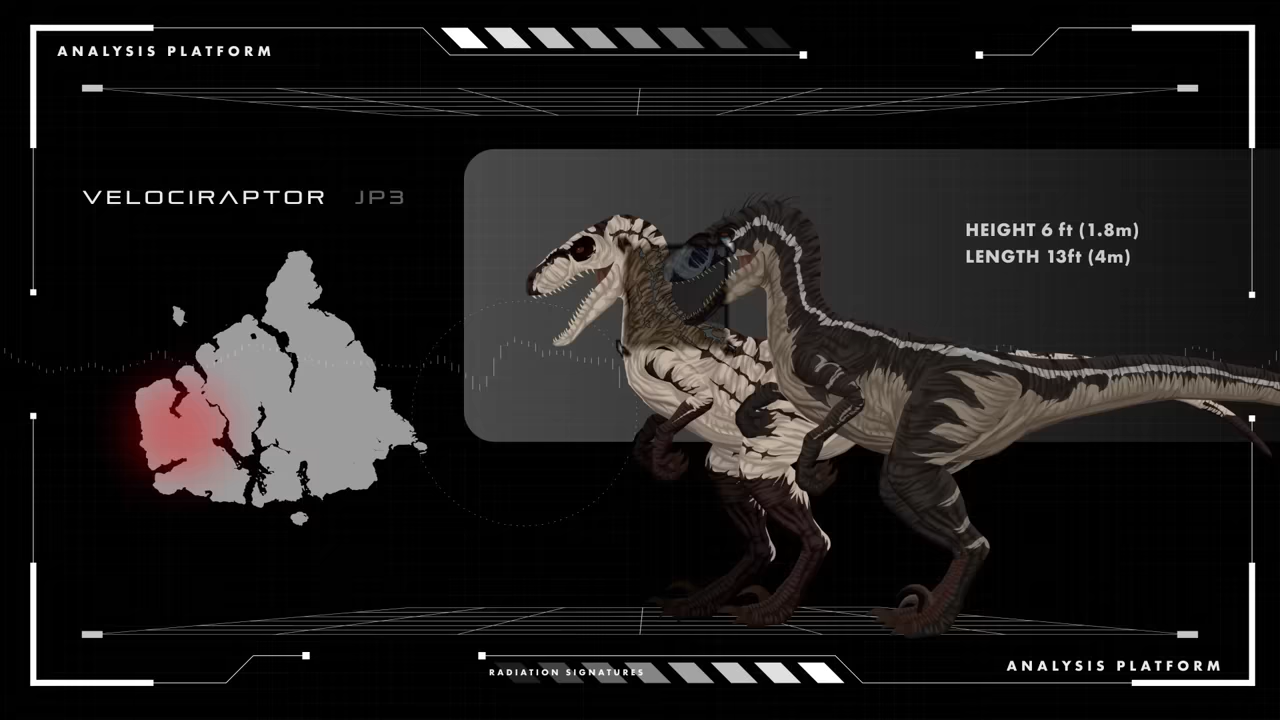 ANALYSIS PLATFORM
VELOCIRAPTOR JP3
HEIGHT 6 ft (1.8m)
LENGTH 13ft (4m)
RADIATION SIGNATURES
ANALYSIS PLATFORM